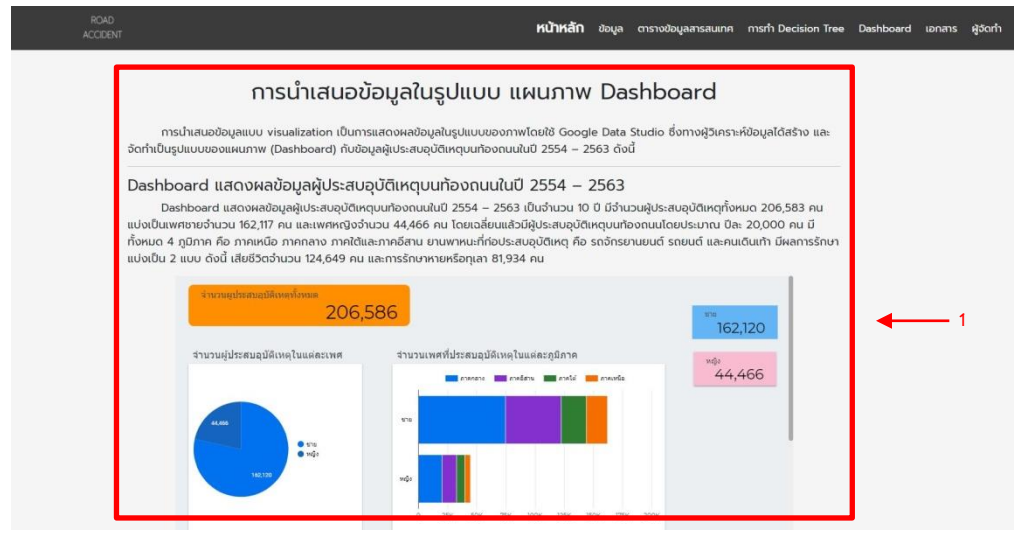 ROAD
ACCIDENT
หน้าหลัก ข้อมูล ตารางข้อมูลสารสนเทศ การทำ Decision Tree Dashboard เอกสาร ผู้จัดทำ
การนำเสนอข้อมูลในรูปแบบ แผนภาพ Dashboard
การนำเสนอข้อมูลแบบ visualization เป็นการแสดงผลข้อมูลในรูปแบบของภาพโดยใช้ Google Data Studio ซึ่งทางผู้วิเคราะห์ข้อมูลได้สร้าง และ
จัดทำเป็นรูปแบบของแผนภาพ (Dashboard) กับข้อมูลผู้ประสบอุบัติเหตุบนท้องถนนในปี 2554 – 2563 ดังนี้
Dashboard แสดงผลข้อมูลผู้ประสบอุบัติเหตุบนท้องถนนในปี 2554 – 2563
Dashboard แสดงผลข้อมูลผู้ประสบอุบัติเหตุบนท้องถนนในปี 2554 – 2563 เป็นจำนวน 10 ปี มีจำนวนผู้ประสบอุบัติเหตุทั้งหมด 206,583 คน
แบ่งเป็นเพศชายจำนวน 162,117 คน และเพศหญิงจำนวน 44,466 คน โดยเฉลี่ยนแล้วมีผู้ประสบอุบัติเหตุบนท้องถนนโดยประมาณ ปีละ 20,000 คน มี
ทั้งหมด 4 ภูมิภาค คือ ภาคเหนือ ภาคกลาง ภาคใต้และภาคอีสาน ยานพาหนะที่ก่อประสบอุบัติเหตุ คือ รถจักรยานยนต์ รถยนต์ และคนเดินเท้า มีผลการรักษา
แบ่งเป็น 2 แบบ ดังนี้ เสียชีวิตจำนวน 124,649 คน และการรักษาหายหรือทุเลา 81,934 คน
จำนวนผู้ประสบอุบัติเหตุทั้งหมด
206,586
ชาย
162,120
หญิง
44,466
จำนวนผู้ประสบอุบัติเหตุในแต่ละเพศ
44,466
162,120
ชาย
หญิง
จำนวนเพศที่ประสบอุบัติเหตุในแต่ละภูมิภาค
ภาคกลาง ภาคอีสาน ภาคใต้ ภาคเหนือ
ชาย
หญิง
0 25K 50K 75K 100K 125K 150K 175K 200K
1